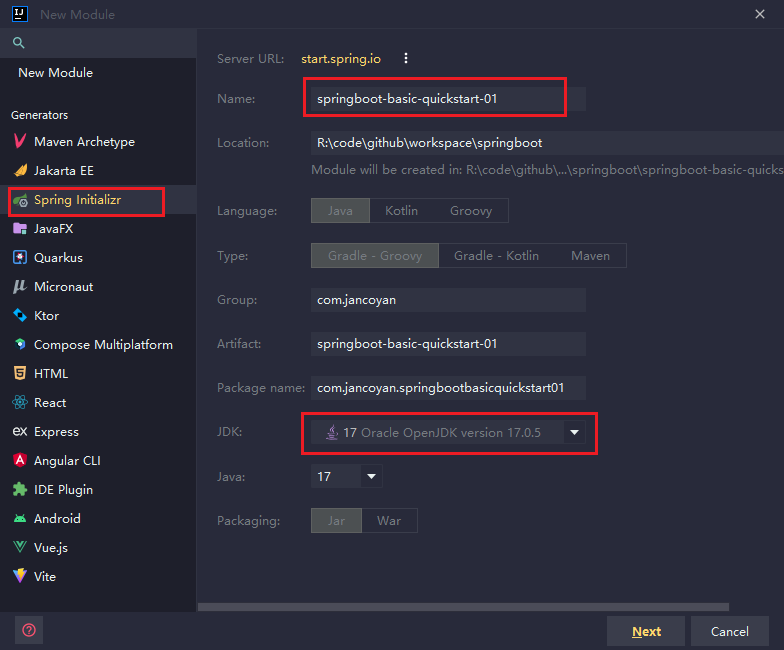 New Module
New Module
Generators
Maven Archetype
Jakarta EE
Spring Initializr
JavaFX
Quarkus
Micronaut
Ktor
Compose Multiplatform
HTML
React
ex Express
Angular CLI
IDE Plugin
Android
Vue.js
Vite
Server URL: start.spring.io
Name: springboot-basic-quickstart-01
Location: R:\code\github\workspace\springboot
Module will be created in: R:\code\github\...\springboot\springboot-basic-quicks
Language: Java Kotlin Groovy
Type: Gradle - Groovy Gradle - Kotlin Maven
Group: com.jancoyan
Artifact: springboot-basic-quickstart-01
Package name: com.jancoyan.springbootbasicquickstart01
JDK: 17 Oracle OpenJDK version 17.0.5
Java: 17
Packaging: Jar War
? Next Cancel